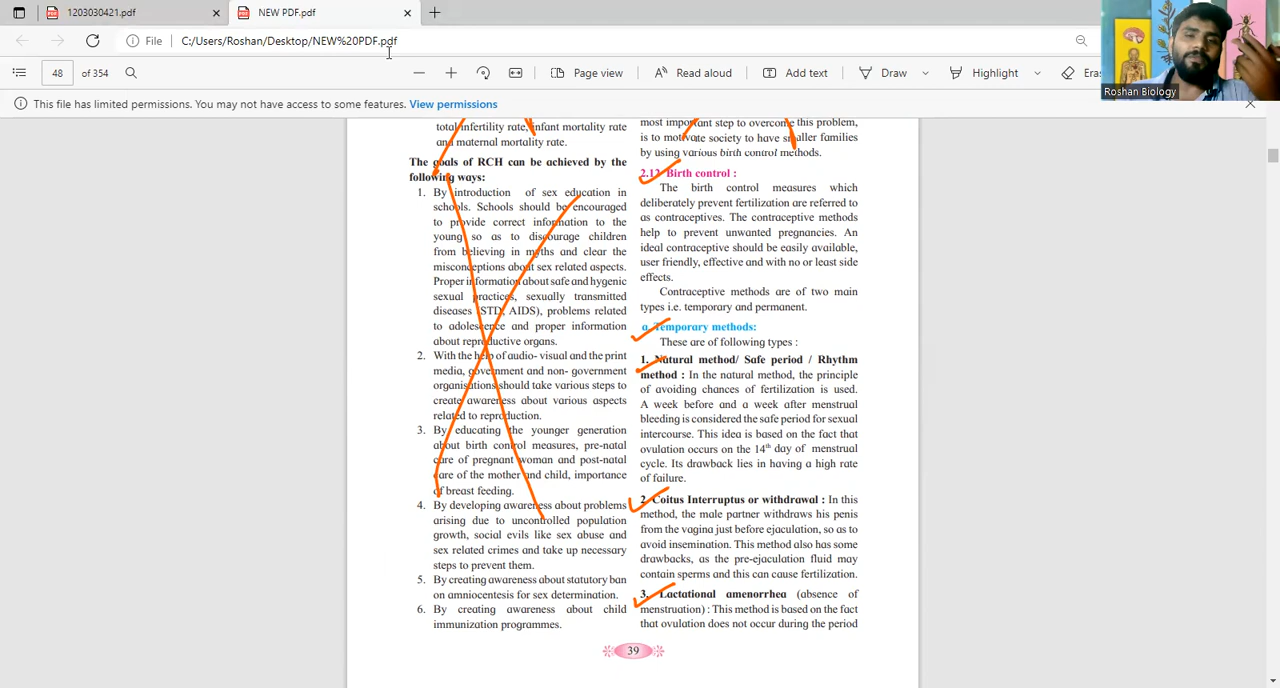 1203030421.pdf
NEW PDF.pdf
File
C:/Users/Roshan/Desktop/NEW%20PDF.pdf
48 of 354
Page view
Read aloud
Add text
Draw
Highlight
Eras
Roshan Biology
This file has limited permissions. You may not have access to some features. View permissions
total infertility rate, infant mortality rate
and maternal mortality rate.
The goals of RCH can be achieved by the
following ways:
1. By introduction of sex education in
schools. Schools should be encouraged
to provide correct information to the
young so as to discourage children
from believing in myths and clear the
misconceptions about sex related aspects.
Proper information about safe and hygenic
sexual practices, sexually transmitted
diseases (STD, AIDS), problems related
to adolescence and proper information
about reproductive organs.
2. With the help of audio- visual and the print
media, government and non- government
organisations should take various steps to
create awareness about various aspects
related to reproduction.
3. By educating the younger generation
about birth control measures, pre-natal
care of pregnant woman and post-natal
care of the mother and child, importance
of breast feeding.
4. By developing awareness about problems
arising due to uncontrolled population
growth, social evils like sex abuse and
sex related crimes and take up necessary
steps to prevent them.
5. By creating awareness about statutory ban
on amniocentesis for sex determination.
6. By creating awareness about child
immunization programmes.
most important step to overcome this problem,
is to motivate society to have smaller families
by using various birth control methods.
2.12 Birth control :
The birth control measures which
deliberately prevent fertilization are referred to
as contraceptives. The contraceptive methods
help to prevent unwanted pregnancies. An
ideal contraceptive should be easily available,
user friendly, effective and with no or least side
effects.
Contraceptive methods are of two main
types i.e. temporary and permanent.
a. Temporary methods:
These are of following types :
1. Natural method/ Safe period / Rhythm
method : In the natural method, the principle
of avoiding chances of fertilization is used.
A week before and a week after menstrual
bleeding is considered the safe period for sexual
intercourse. This idea is based on the fact that
ovulation occurs on the 14th day of menstrual
cycle. Its drawback lies in having a high rate
of failure.
2. Coitus Interruptus or withdrawal : In this
method, the male partner withdraws his penis
from the vagina just before ejaculation, so as to
avoid insemination. This method also has some
drawbacks, as the pre-ejaculation fluid may
contain sperms and this can cause fertilization.
3. Lactational amenorrhea (absence of
menstruation) : This method is based on the fact
that ovulation does not occur during the period
39